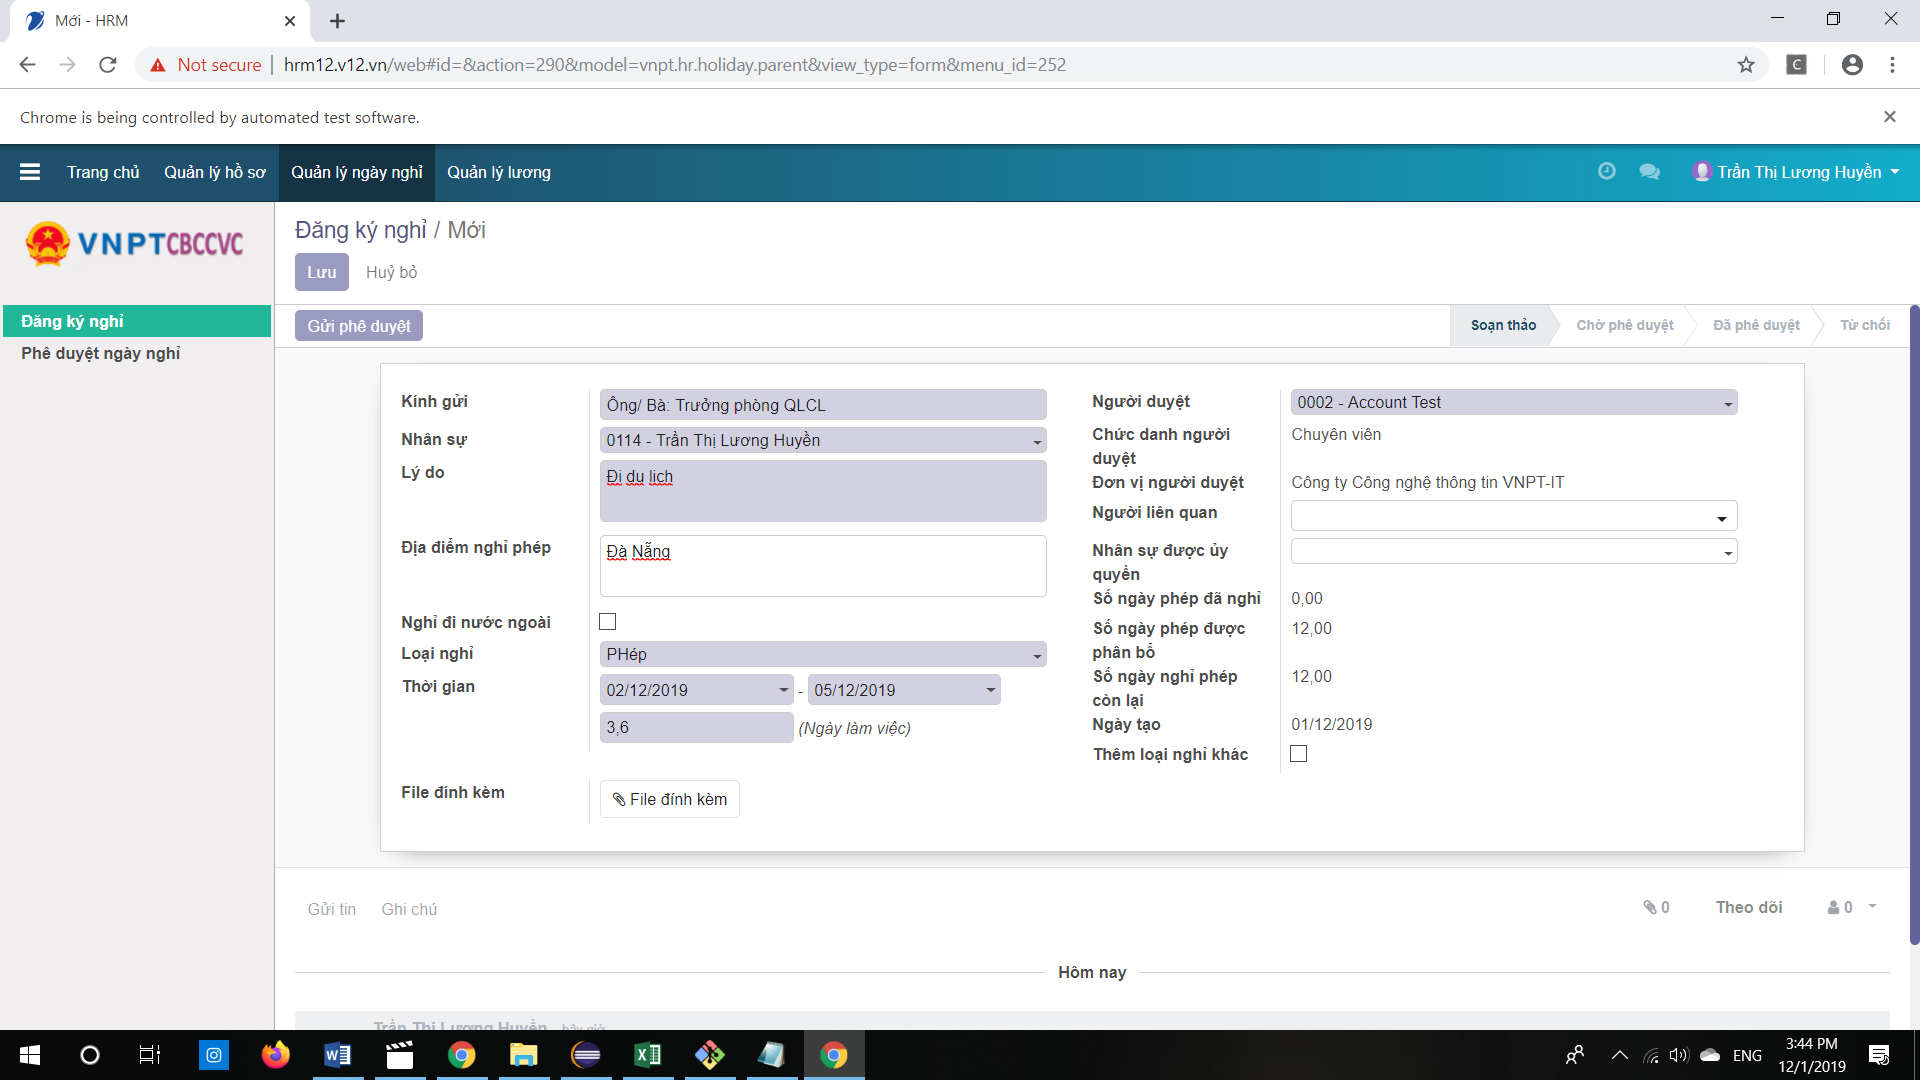 Mới - HRM
Not secure
hrm12.v12.vn/web#id=&action=290&model=vnpt.hr.holiday.parent&view_type=form&menu_id=252
C
Chrome is being controlled by automated test software.
Trang chủ Quản lý hồ sơ Quản lý ngày nghỉ Quản lý lương
Trần Thị Lương Huyền
VNPTCBCCVC
Đăng ký nghỉ / Mới
Lưu Huỷ bỏ
Đăng ký nghỉ
Phê duyệt ngày nghỉ
Gửi phê duyệt
Soạn thảo Chờ phê duyệt Đã phê duyệt Từ chối
Kính gửi
Ông/ Bà: Trưởng phòng QLCL
Nhân sự
0114 - Trần Thị Lương Huyền
Lý do
Đi du lich
Địa điểm nghỉ phép
Đà Nẵng
Nghỉ đi nước ngoài
Loại nghỉ
PHép
Thời gian
02/12/2019 - 05/12/2019
3,6 (Ngày làm việc)
File đính kèm
File đính kèm
Người duyệt
0002 - Account Test
Chức danh người
duyệt
Chuyên viên
Đơn vị người duyệt
Công ty Công nghệ thông tin VNPT-IT
Người liên quan
Nhân sự được ủy
quyền
Số ngày phép đã nghỉ
0,00
Số ngày phép được
phân bổ
12,00
Số ngày nghỉ phép
còn lại
12,00
Ngày tạo
01/12/2019
Thêm loại nghỉ khác
Gửi tin Ghi chú
0 Theo dõi 0
Hôm nay
Trần Thị Lương Huyền bây giờ
ENG
3:44 PM
12/1/2019